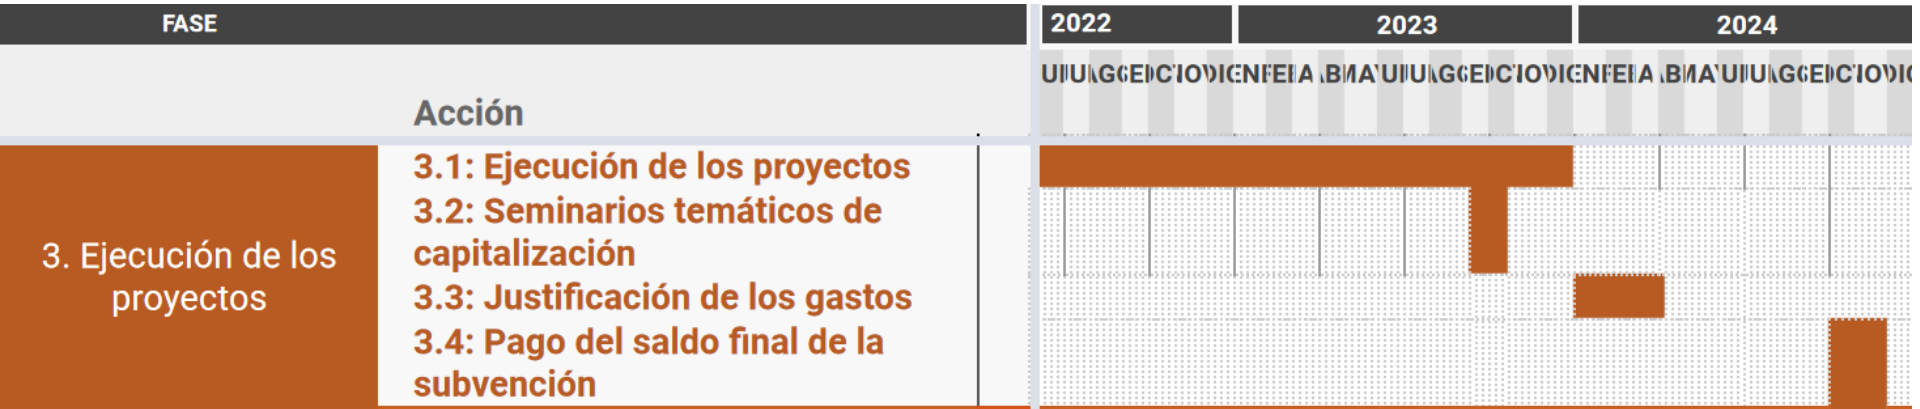 FASE
2022
2023
2024
Acción
3. Ejecución de los
proyectos
3.1: Ejecución de los proyectos
3.2: Seminarios temáticos de
capitalización
3.3: Justificación de los gastos
3.4: Pago del saldo final de la
subvención